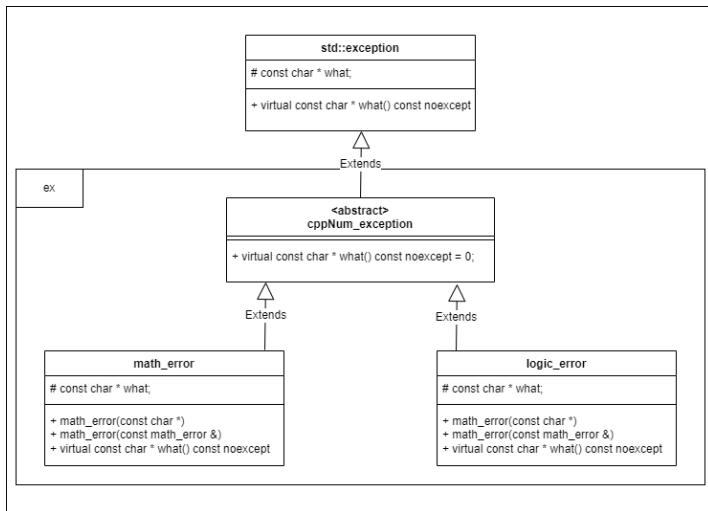 std::exception
# const char * what;
+ virtual const char * what() const noexcept
Extends
ex
<abstract>
cppNum_exception
+ virtual const char * what() const noexcept = 0;
Extends
Extends
math_error
# const char * what;
+ math_error(const char *)
+ math_error(const math_error &)
+ virtual const char * what() const noexcept
logic_error
# const char * what;
+ math_error(const char *)
+ math_error(const math_error &)
+ virtual const char * what() const noexcept